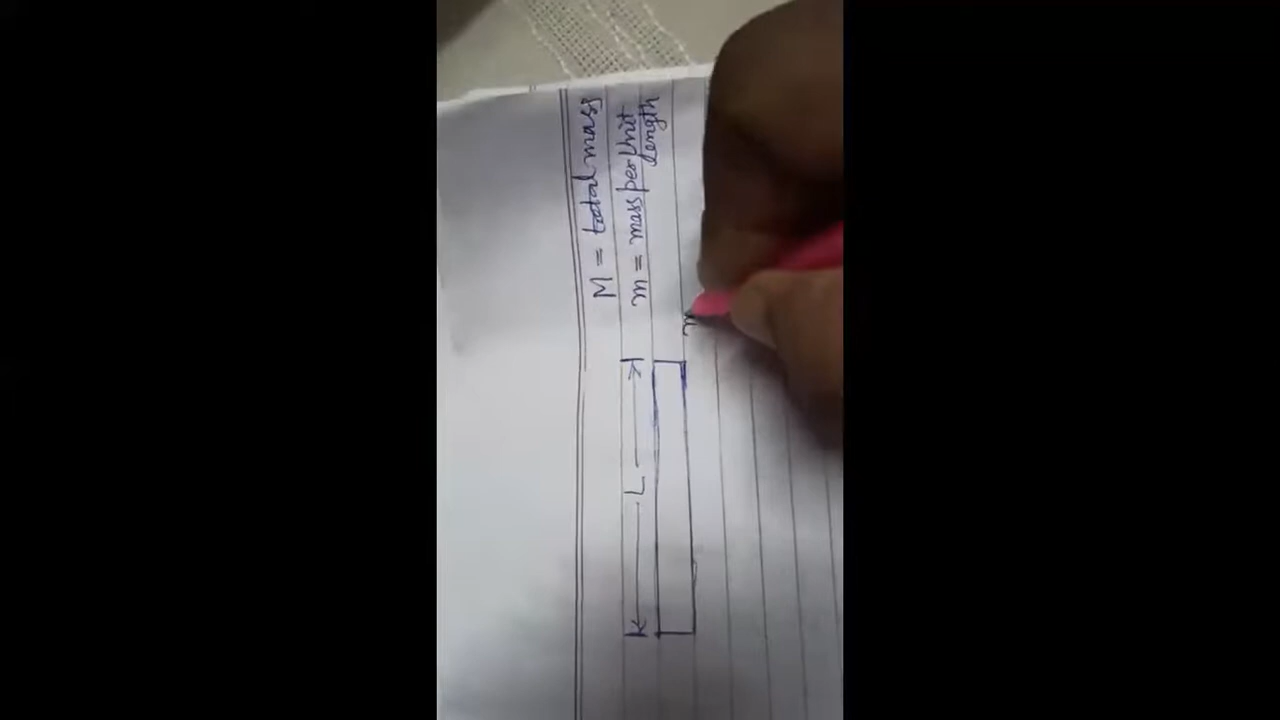 M = total mass
m = mass per Unit
Length
L
m